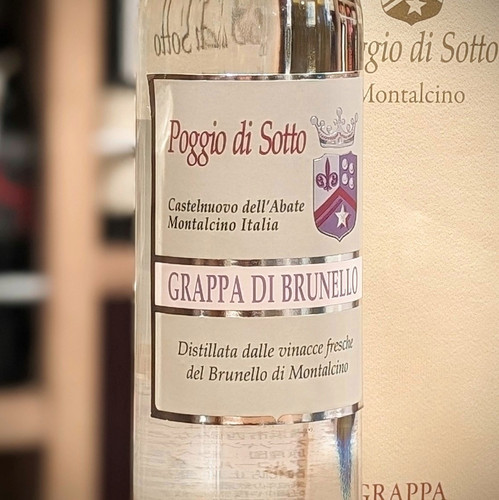 Poggio di Sotto
Castelnuovo dell'Abate
Montalcino Italia
GRAPPA DI BRUNELLO
Distillata dalle vinacce fresche
del Brunello di Montalcino
ggio di Sotto
Montalcino
GRAPPA